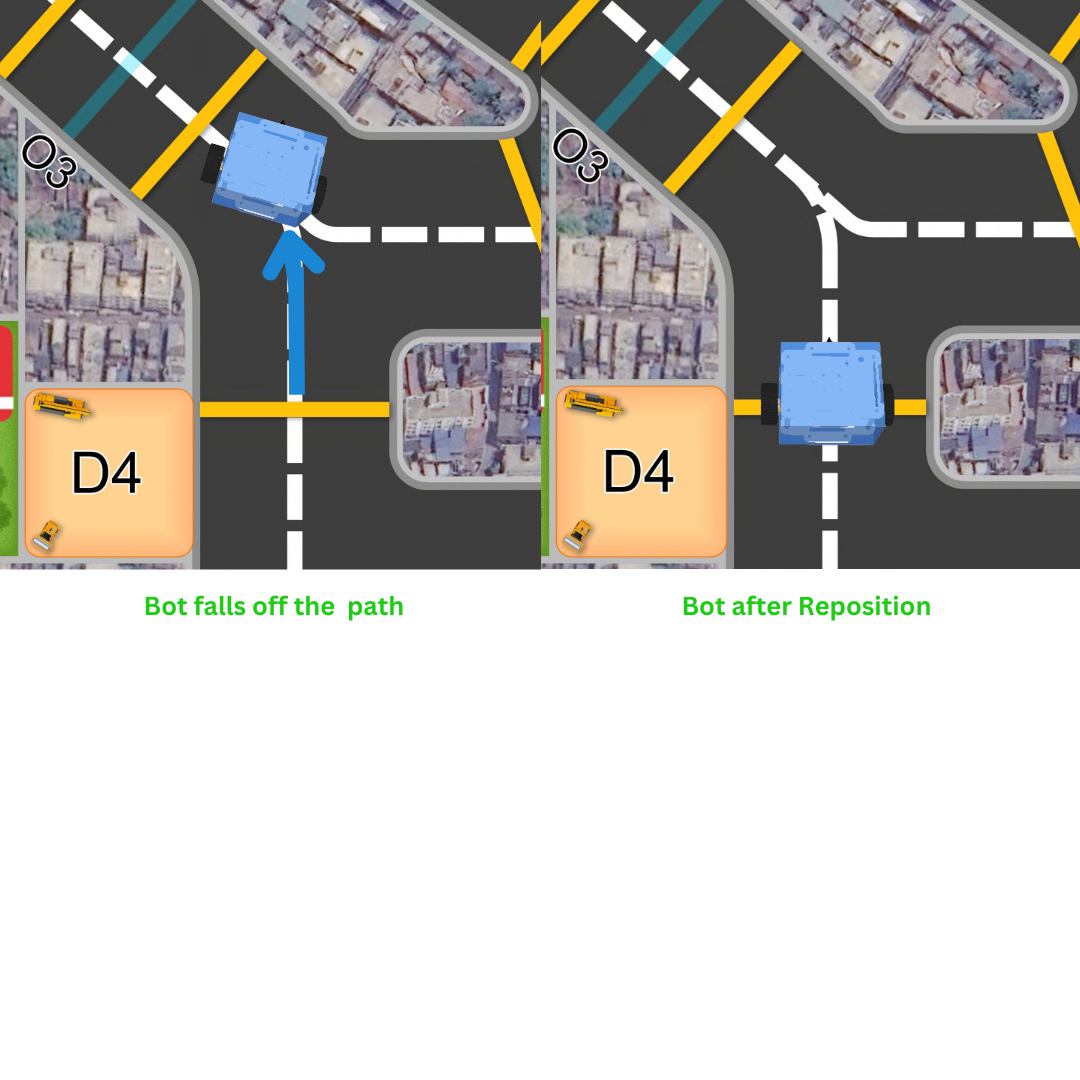 O3
D4
Bot falls off the path
O3
D4
Bot after Reposition